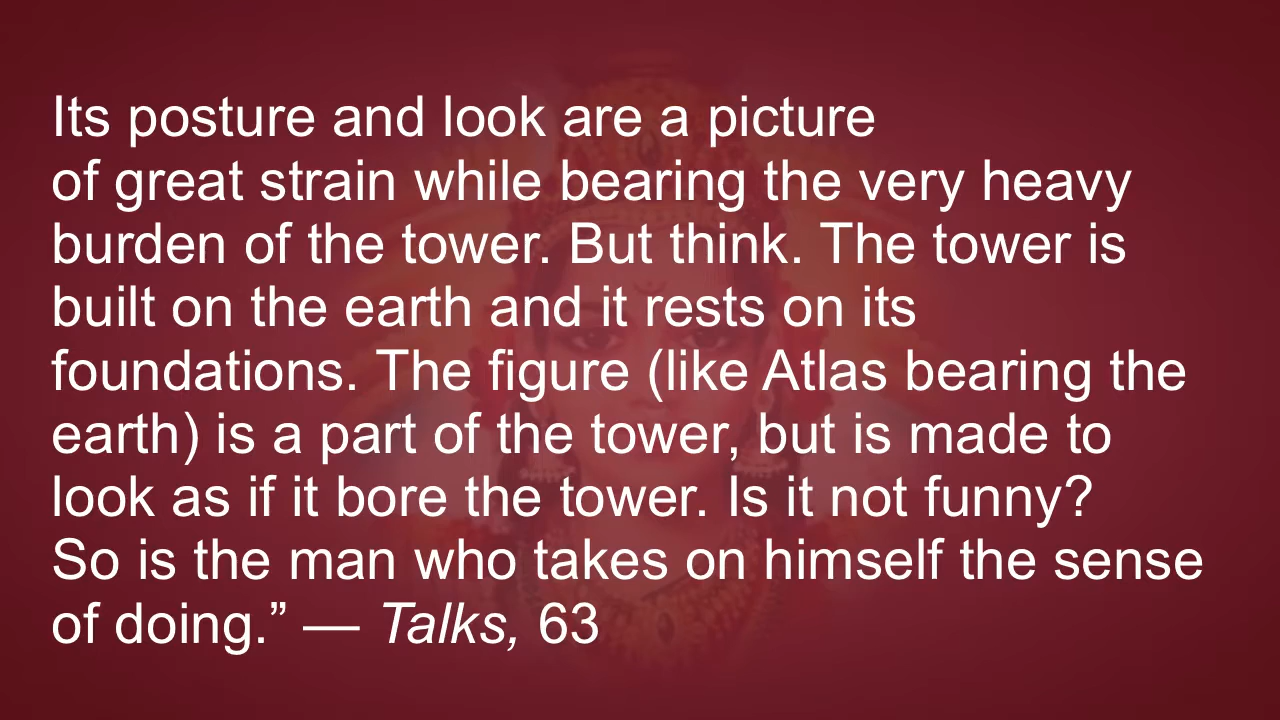 Its posture and look are a picture
of great strain while bearing the very heavy
burden of the tower. But think. The tower is
built on the earth and it rests on its
foundations. The figure (like Atlas bearing the
earth) is a part of the tower, but is made to
look as if it bore the tower. Is it not funny?
So is the man who takes on himself the sense
of doing.” — Talks, 63